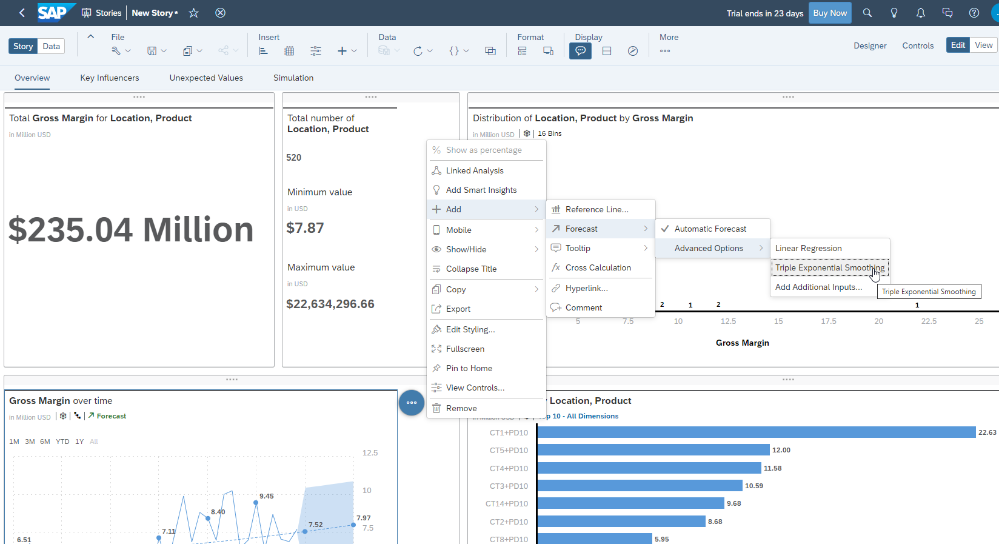 SAP Stories New Story * Trial ends in 23 days Buy Now
Story Data File Insert Data Format Display More Designer Controls Edit View
Overview Key Influencers Unexpected Values Simulation
Total Gross Margin for Location, Product
in Million USD
$235.04 Million
Total number of
Location, Product
520
Minimum value
in USD
$7.87
Maximum value
in USD
$22,634,296.66
Distribution of Location, Product by Gross Margin
in Million USD 16 Bins
2 1 2 1
5 7.5 10 12.5 15 17.5 20 22.5 25
Gross Margin
% Show as percentage
Linked Analysis
Add Smart Insights
Add
Mobile
Show/Hide
Collapse Title
Copy
Export
Edit Styling...
Fullscreen
Pin to Home
View Controls...
Remove
Reference Line...
Forecast
Tooltip
fx Cross Calculation
Hyperlink...
Comment
Automatic Forecast
Advanced Options
Linear Regression
Triple Exponential Smoothing
Add Additional Inputs...
Triple Exponential Smoothing
Gross Margin over time
in Million USD Forecast
1M 3M 6M YTD 1Y All
12.5
10
9.45
8.40
7.97
7.52
7.5
7.11
6.51
Location, Product
10 - All Dimensions
CT1+PD10 22.63
CT5+PD10 12.00
CT4+PD10 11.58
CT3+PD10 10.59
CT14+PD10 9.68
CT2+PD10 8.68
CT8+PD10 5.95